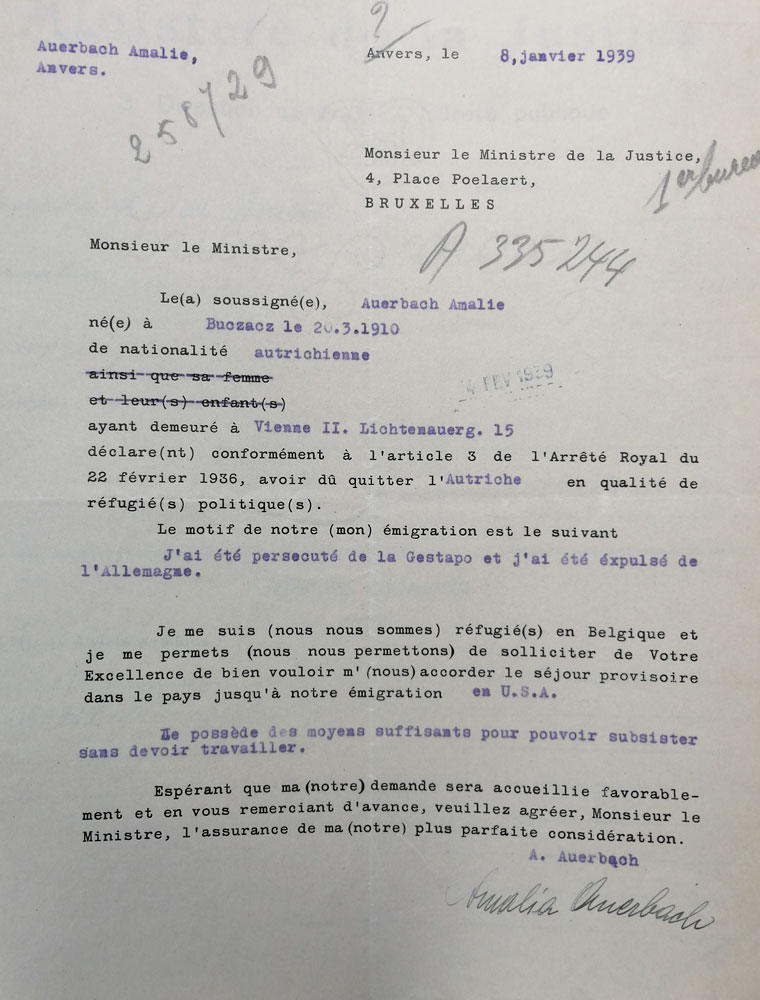 ?
Auerbach Amalie,
Anvers.
Anvers, le 8,janvier 1939
258/29
Monsieur le Ministre de la Justice,
4, Place Poelaert,
BRUXELLES
1er bureau
A 335 244
Monsieur le Ministre,
Le(a) soussigné(e), Auerbach Amalie
né(e) à Buczacz le 20.3.1910
de nationalité autrichienne
ainsi que sa femme
et leur(s) enfant(s)
4 FEV 1939
ayant demeuré à Vienne II. Lichtenauerg. 15
déclare(nt) conformément à l'article 3 de l'Arrêté Royal du
22 février 1936, avoir dû quitter l'Autriche en qualité de
réfugié(s) politique(s).
Le motif de notre (mon) émigration est le suivant
J'ai été persecuté de la Gestapo et j'ai été éxpulsé de
l'Allemagne.
Je me suis (nous nous sommes) réfugié(s) en Belgique et
je me permets (nous nous permettons) de solliciter de Votre
Excellence de bien vouloir m'(nous)accorder le séjour provisoire
dans le pays jusqu'à notre émigration en U.S.A.
Je possède des moyens suffisants pour pouvoir subsister
sans devoir travailler.
Espérant que ma (notre) demande sera accueillie favorable-
ment et en vous remerciant d'avance, veuillez agréer, Monsieur le
Ministre, l'assurance de ma (notre) plus parfaite considération.
A. Auerbach
Amalia Auerbach